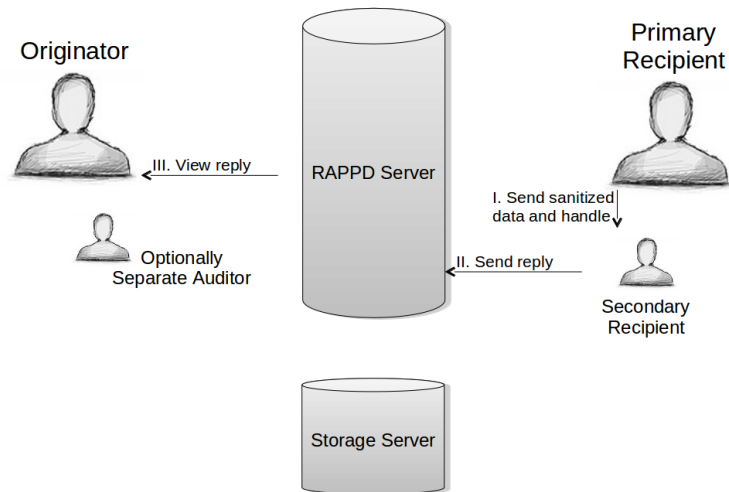 Originator
Primary
Recipient
III. View reply
RAPPD Server
I. Send sanitized
data and handle
Optionally
Separate Auditor
II. Send reply
Secondary
Recipient
Storage Server